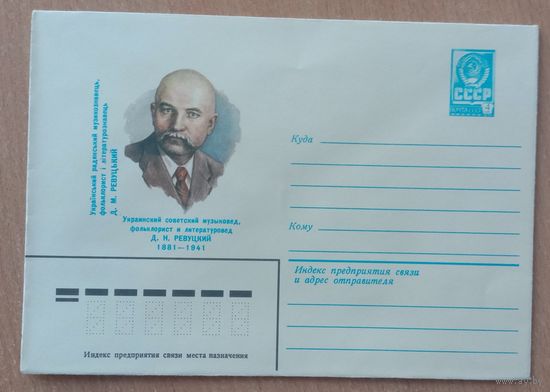 Український радянський музикознавець,
фольклорист і літературознавець
Д. М. РЕВУЦЬКИЙ
Украинский советский музыковед,
фольклорист и литературовед
Д. Н. РЕВУЦКИЙ
1881—1941
СССР
Куда
Кому
Индекс предприятия связи
и адрес отправителя
Индекс предприятия связи места назначения